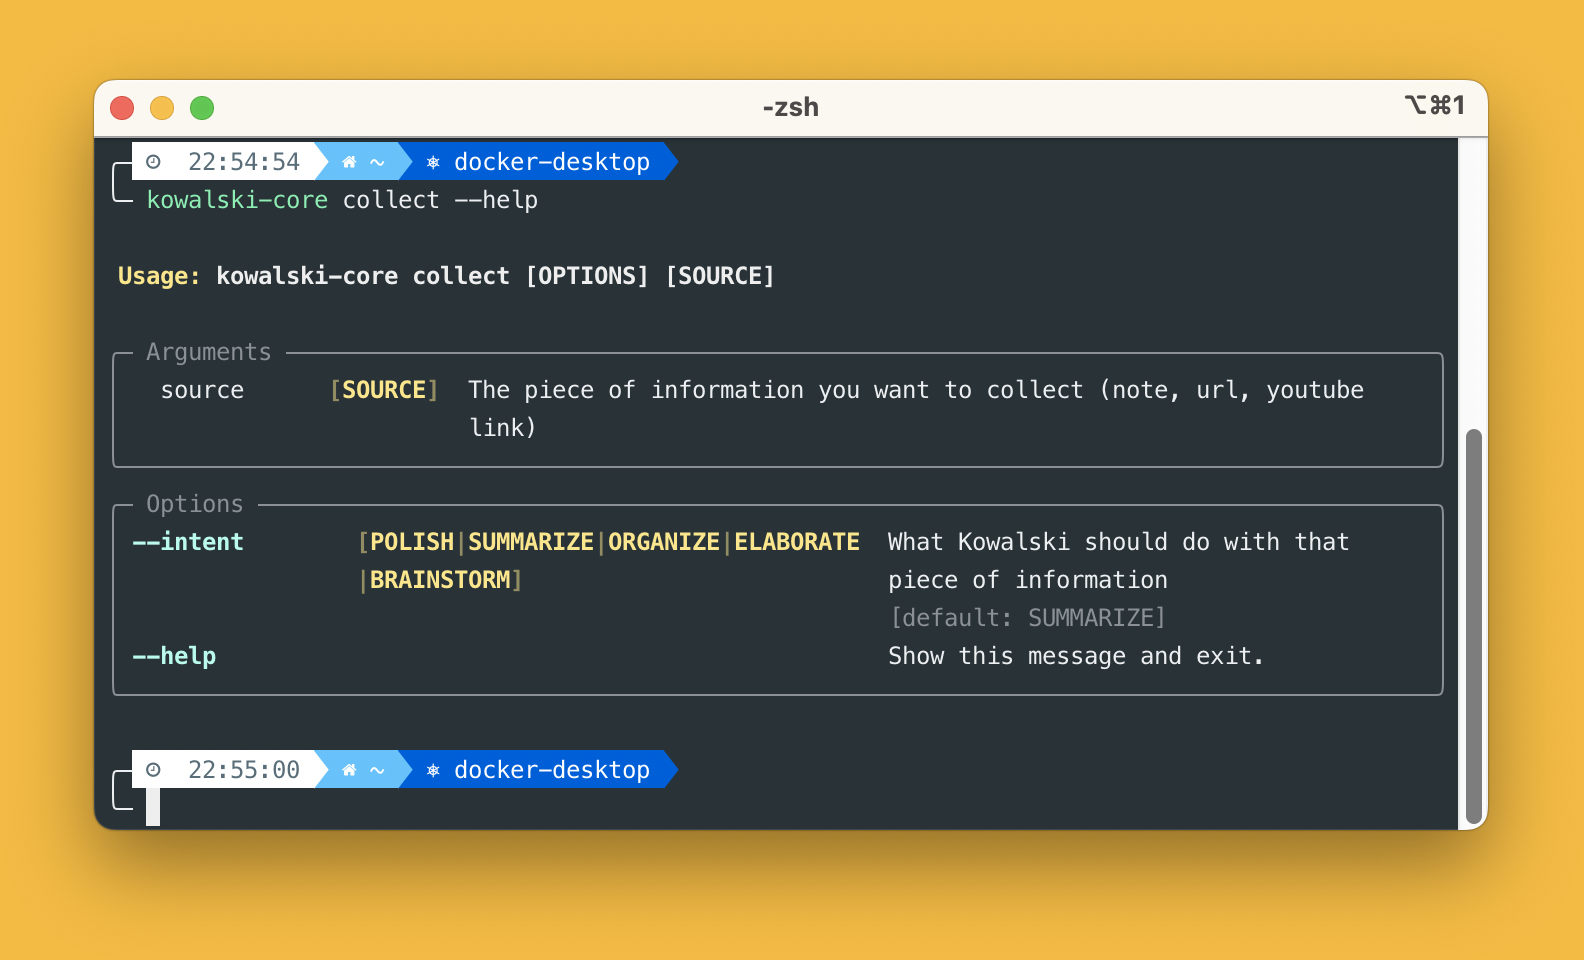 -zsh
⌥⌘1
22:54:54 ~ docker-desktop
kowalski-core collect --help
Usage: kowalski-core collect [OPTIONS] [SOURCE]
Arguments
source [SOURCE] The piece of information you want to collect (note, url, youtube
link)
Options
--intent [POLISH|SUMMARIZE|ORGANIZE|ELABORATE What Kowalski should do with that
|BRAINSTORM] piece of information
[default: SUMMARIZE]
--help Show this message and exit.
22:55:00 ~ docker-desktop